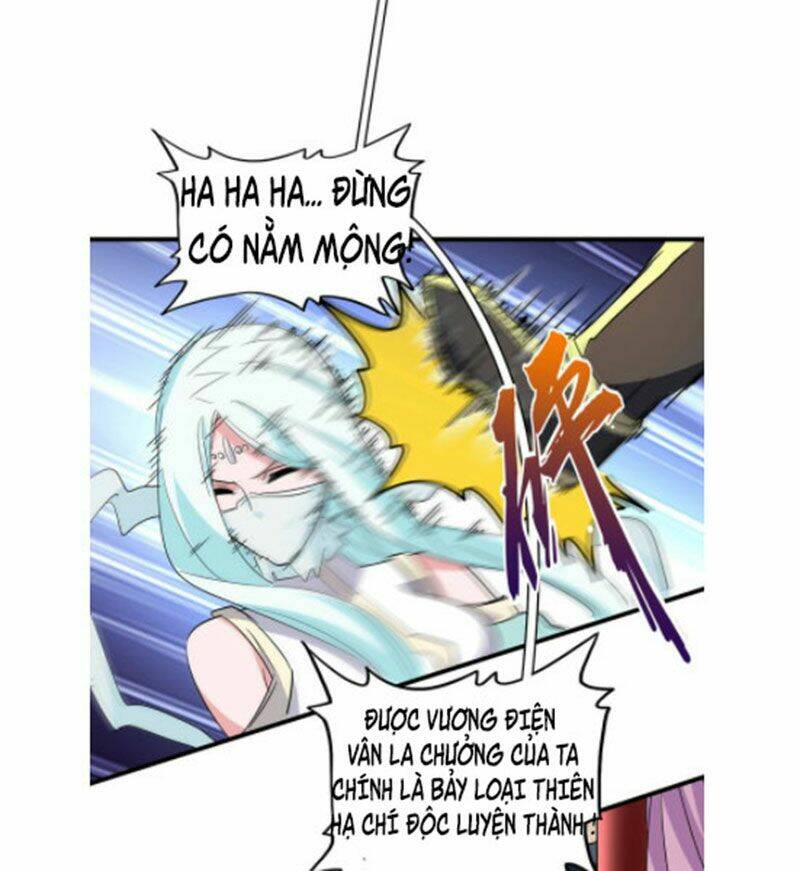 HA HA HA... ĐỪNG
CÓ NẰM MỘNG!
ĐƯỢC VƯƠNG ĐIỆN
VÂN LA CHƯỞNG CỦA TA
CHÍNH LÀ BẢY LOẠI THIÊN
HẠ CHÍ ĐỘC LUYỆN THÀNH!